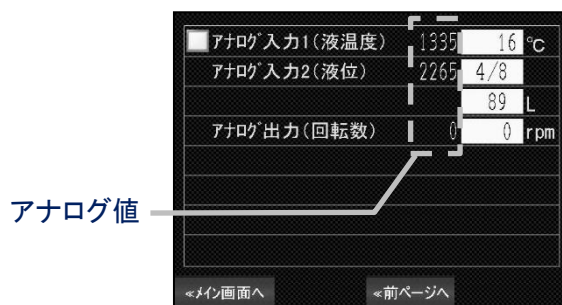 アナログ入力1(液温度) 1335 16 ℃
アナログ入力2(液位) 2265 4/8
89 L
アナログ出力(回転数) 0 0 rpm
アナログ値
≪メイン画面へ ≪前ページへ